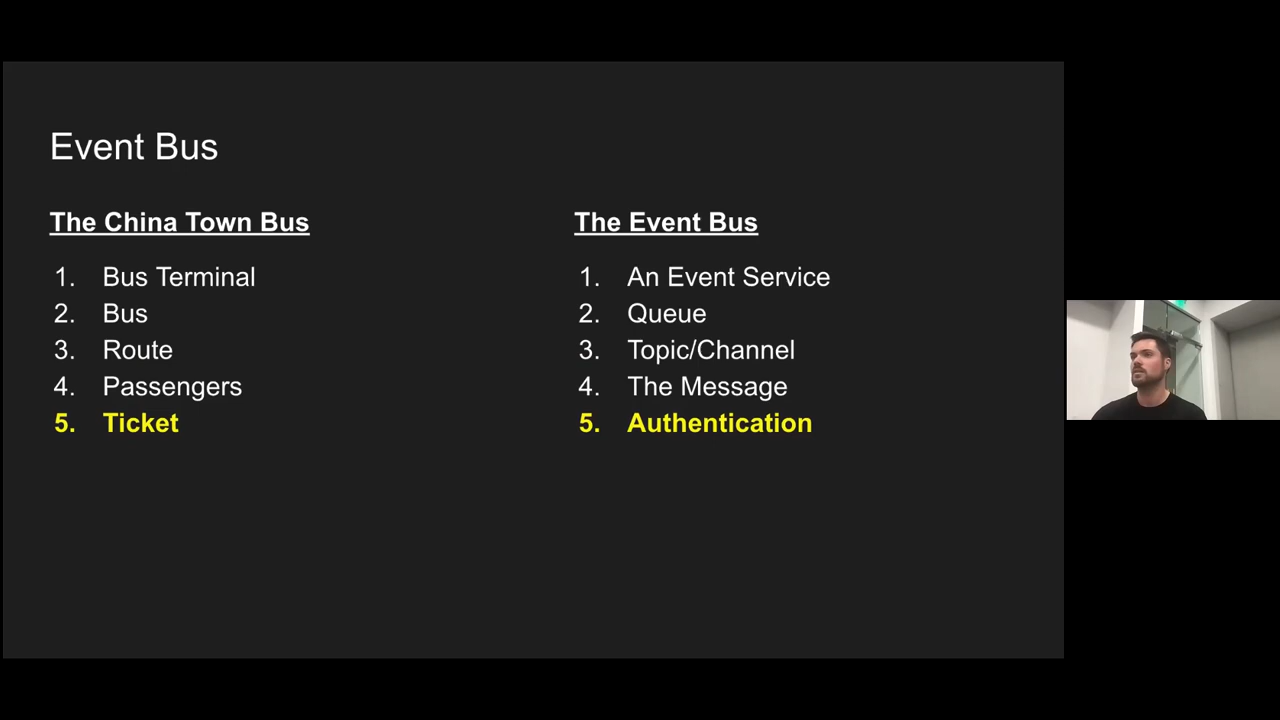 Event Bus
The China Town Bus
1. Bus Terminal
2. Bus
3. Route
4. Passengers
5. Ticket
The Event Bus
1. An Event Service
2. Queue
3. Topic/Channel
4. The Message
5. Authentication